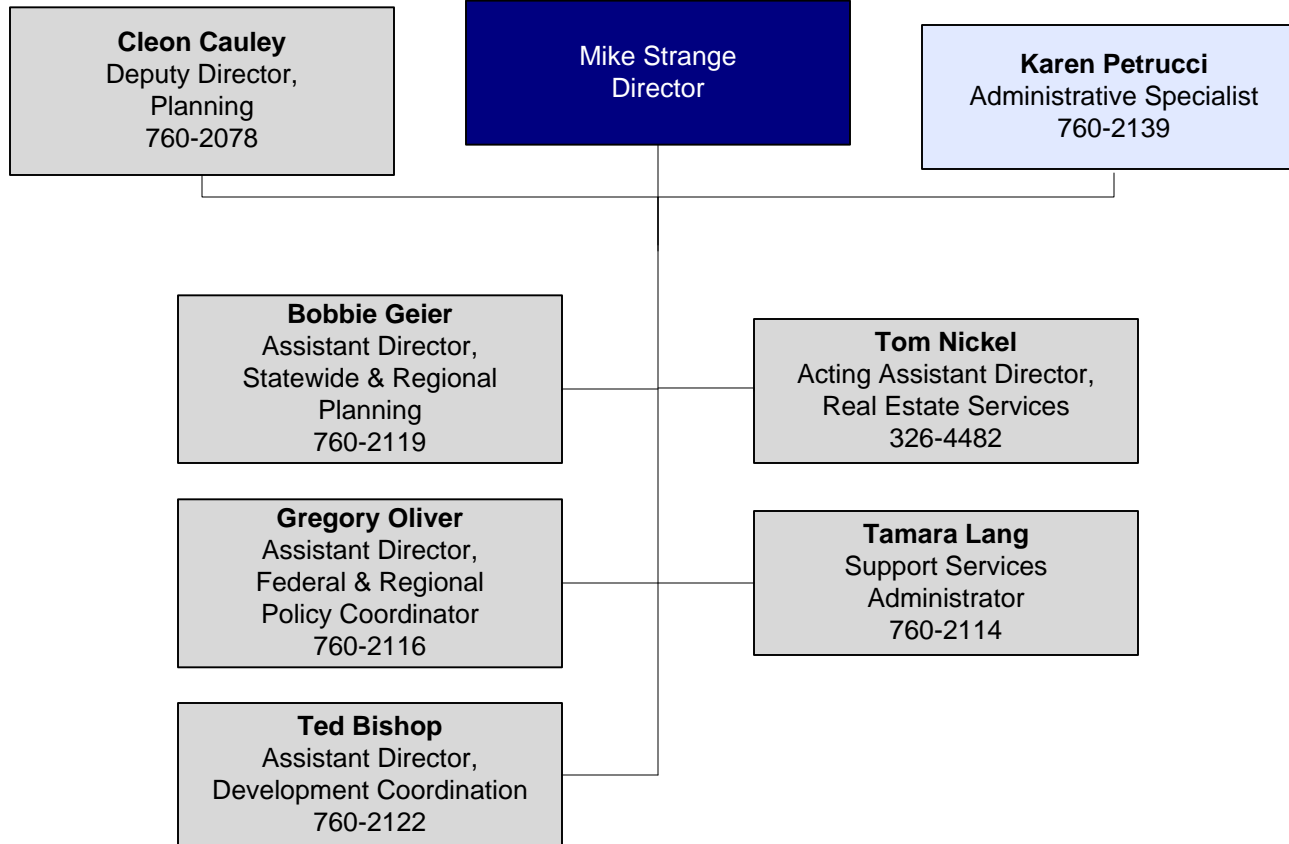 Cleon Cauley
Deputy Director,
Planning
760-2078
Mike Strange
Director
Karen Petrucci
Administrative Specialist
760-2139
Bobbie Geier
Assistant Director,
Statewide & Regional
Planning
760-2119
Tom Nickel
Acting Assistant Director,
Real Estate Services
326-4482
Gregory Oliver
Assistant Director,
Federal & Regional
Policy Coordinator
760-2116
Tamara Lang
Support Services
Administrator
760-2114
Ted Bishop
Assistant Director,
Development Coordination
760-2122